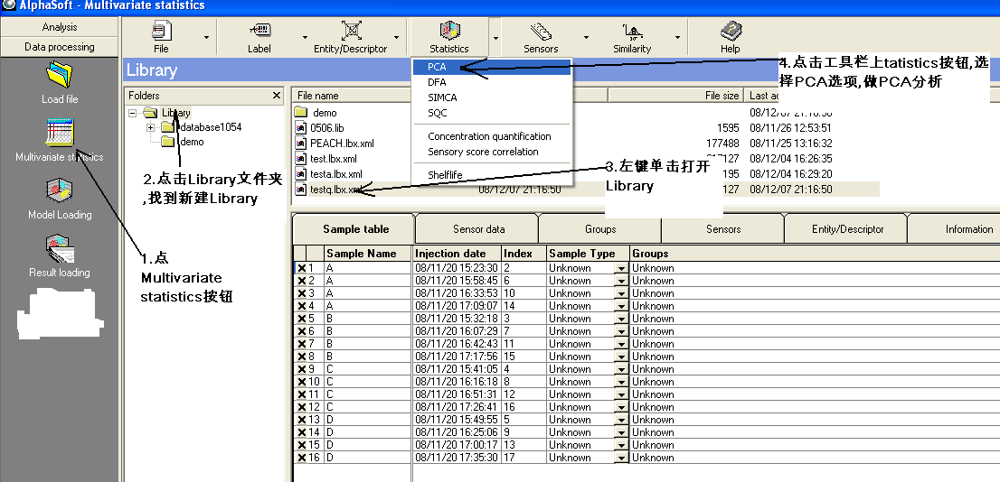 AlphaSoft - Multivariate statistics
Analysis
Data processing
Load file
Multivariate statistics
Model Loading
Result loading
File
Label
Entity/Descriptor
Statistics
Sensors
Similarity
Help
Library
PCA
DFA
SIMCA
SQC
Concentration quantification
Sensory score correlation
Shelflife
4.点击工具栏上tatistics按钮,选
择PCA选项,做PCA分析
Folders
Library
database1054
demo
2.点击Library文件夹
,找到新建Library
1.点
Multivariate
statistics按钮
3.左键单击打开
Library
File name File size
demo
0506.lib 1595 08/11/26 12:53:51
PEACH.lbx.xml 177488 08/11/25 13:16:32
test.lbx.xml 08/12/04 16:26:35
testa.lbx.xml 195 08/12/04 16:29:20
testq.lbx.xml 08/12/07 21:16:50 127 08/12/07 21:16:50
Sample table Sensor data Groups Sensors Entity/Descriptor Information
Sample Name Injection date Index Sample Type Groups
1 A 08/11/20 15:23:30 2 Unknown Unknown
2 A 08/11/20 15:58:45 6 Unknown Unknown
3 A 08/11/20 16:33:53 10 Unknown Unknown
4 A 08/11/20 17:09:07 14 Unknown Unknown
5 B 08/11/20 15:32:18 3 Unknown Unknown
6 B 08/11/20 16:07:29 7 Unknown Unknown
7 B 08/11/20 16:42:43 11 Unknown Unknown
8 B 08/11/20 17:17:56 15 Unknown Unknown
9 C 08/11/20 15:41:05 4 Unknown Unknown
10 C 08/11/20 16:16:18 8 Unknown Unknown
11 C 08/11/20 16:51:31 12 Unknown Unknown
12 C 08/11/20 17:26:41 16 Unknown Unknown
13 D 08/11/20 15:49:55 5 Unknown Unknown
14 D 08/11/20 16:25:06 9 Unknown Unknown
15 D 08/11/20 17:00:17 13 Unknown Unknown
16 D 08/11/20 17:35:30 17 Unknown Unknown